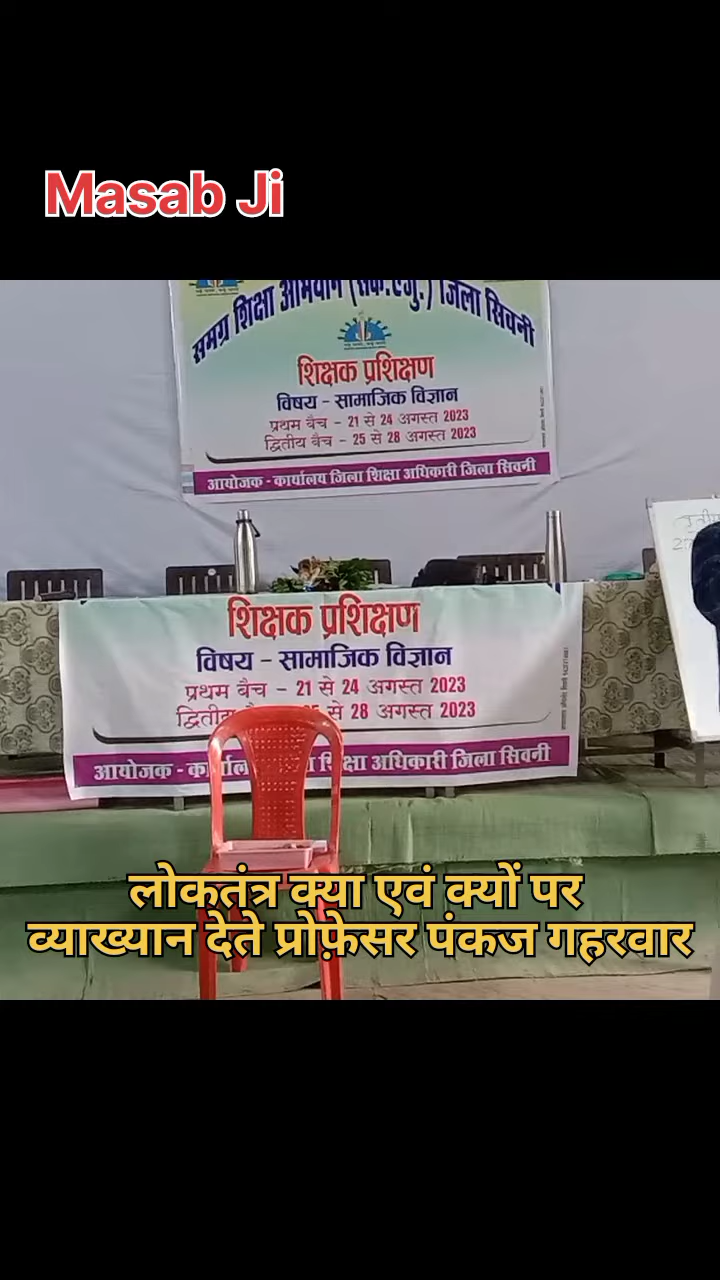 Masab Ji
समग्र शिक्षा अभियान (सेके.एजु.) जिला सिवनी
शिक्षक प्रशिक्षण
विषय - सामाजिक विज्ञान
प्रथम बैच - 21 से 24 अगस्त 2023
द्वितीय बैच - 25 से 28 अगस्त 2023
आयोजक - कार्यालय जिला शिक्षा अधिकारी जिला सिवनी
शिक्षक प्रशिक्षण
विषय - सामाजिक विज्ञान
प्रथम बैच - 21 से 24 अगस्त 2023
द्वितीय से 28 अगस्त 2023
आयोजक - शिक्षा अधिकारी जिला सिवनी
लोकतंत्र क्या एवं क्यों पर
व्याख्यान देते प्रोफ़ेसर पंकज गहरवार